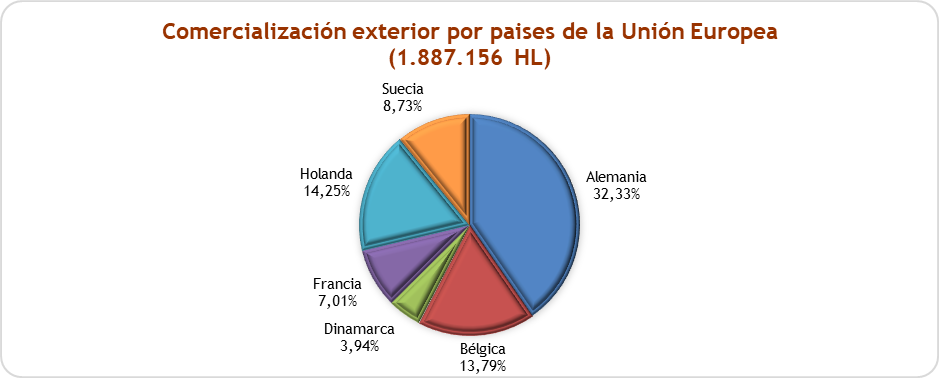 Comercialización exterior por paises de la Unión Europea
(1.887.156 HL)
Suecia
8,73%
Alemania
32,33%
Holanda
14,25%
Francia
7,01%
Dinamarca
3,94%
Bélgica
13,79%